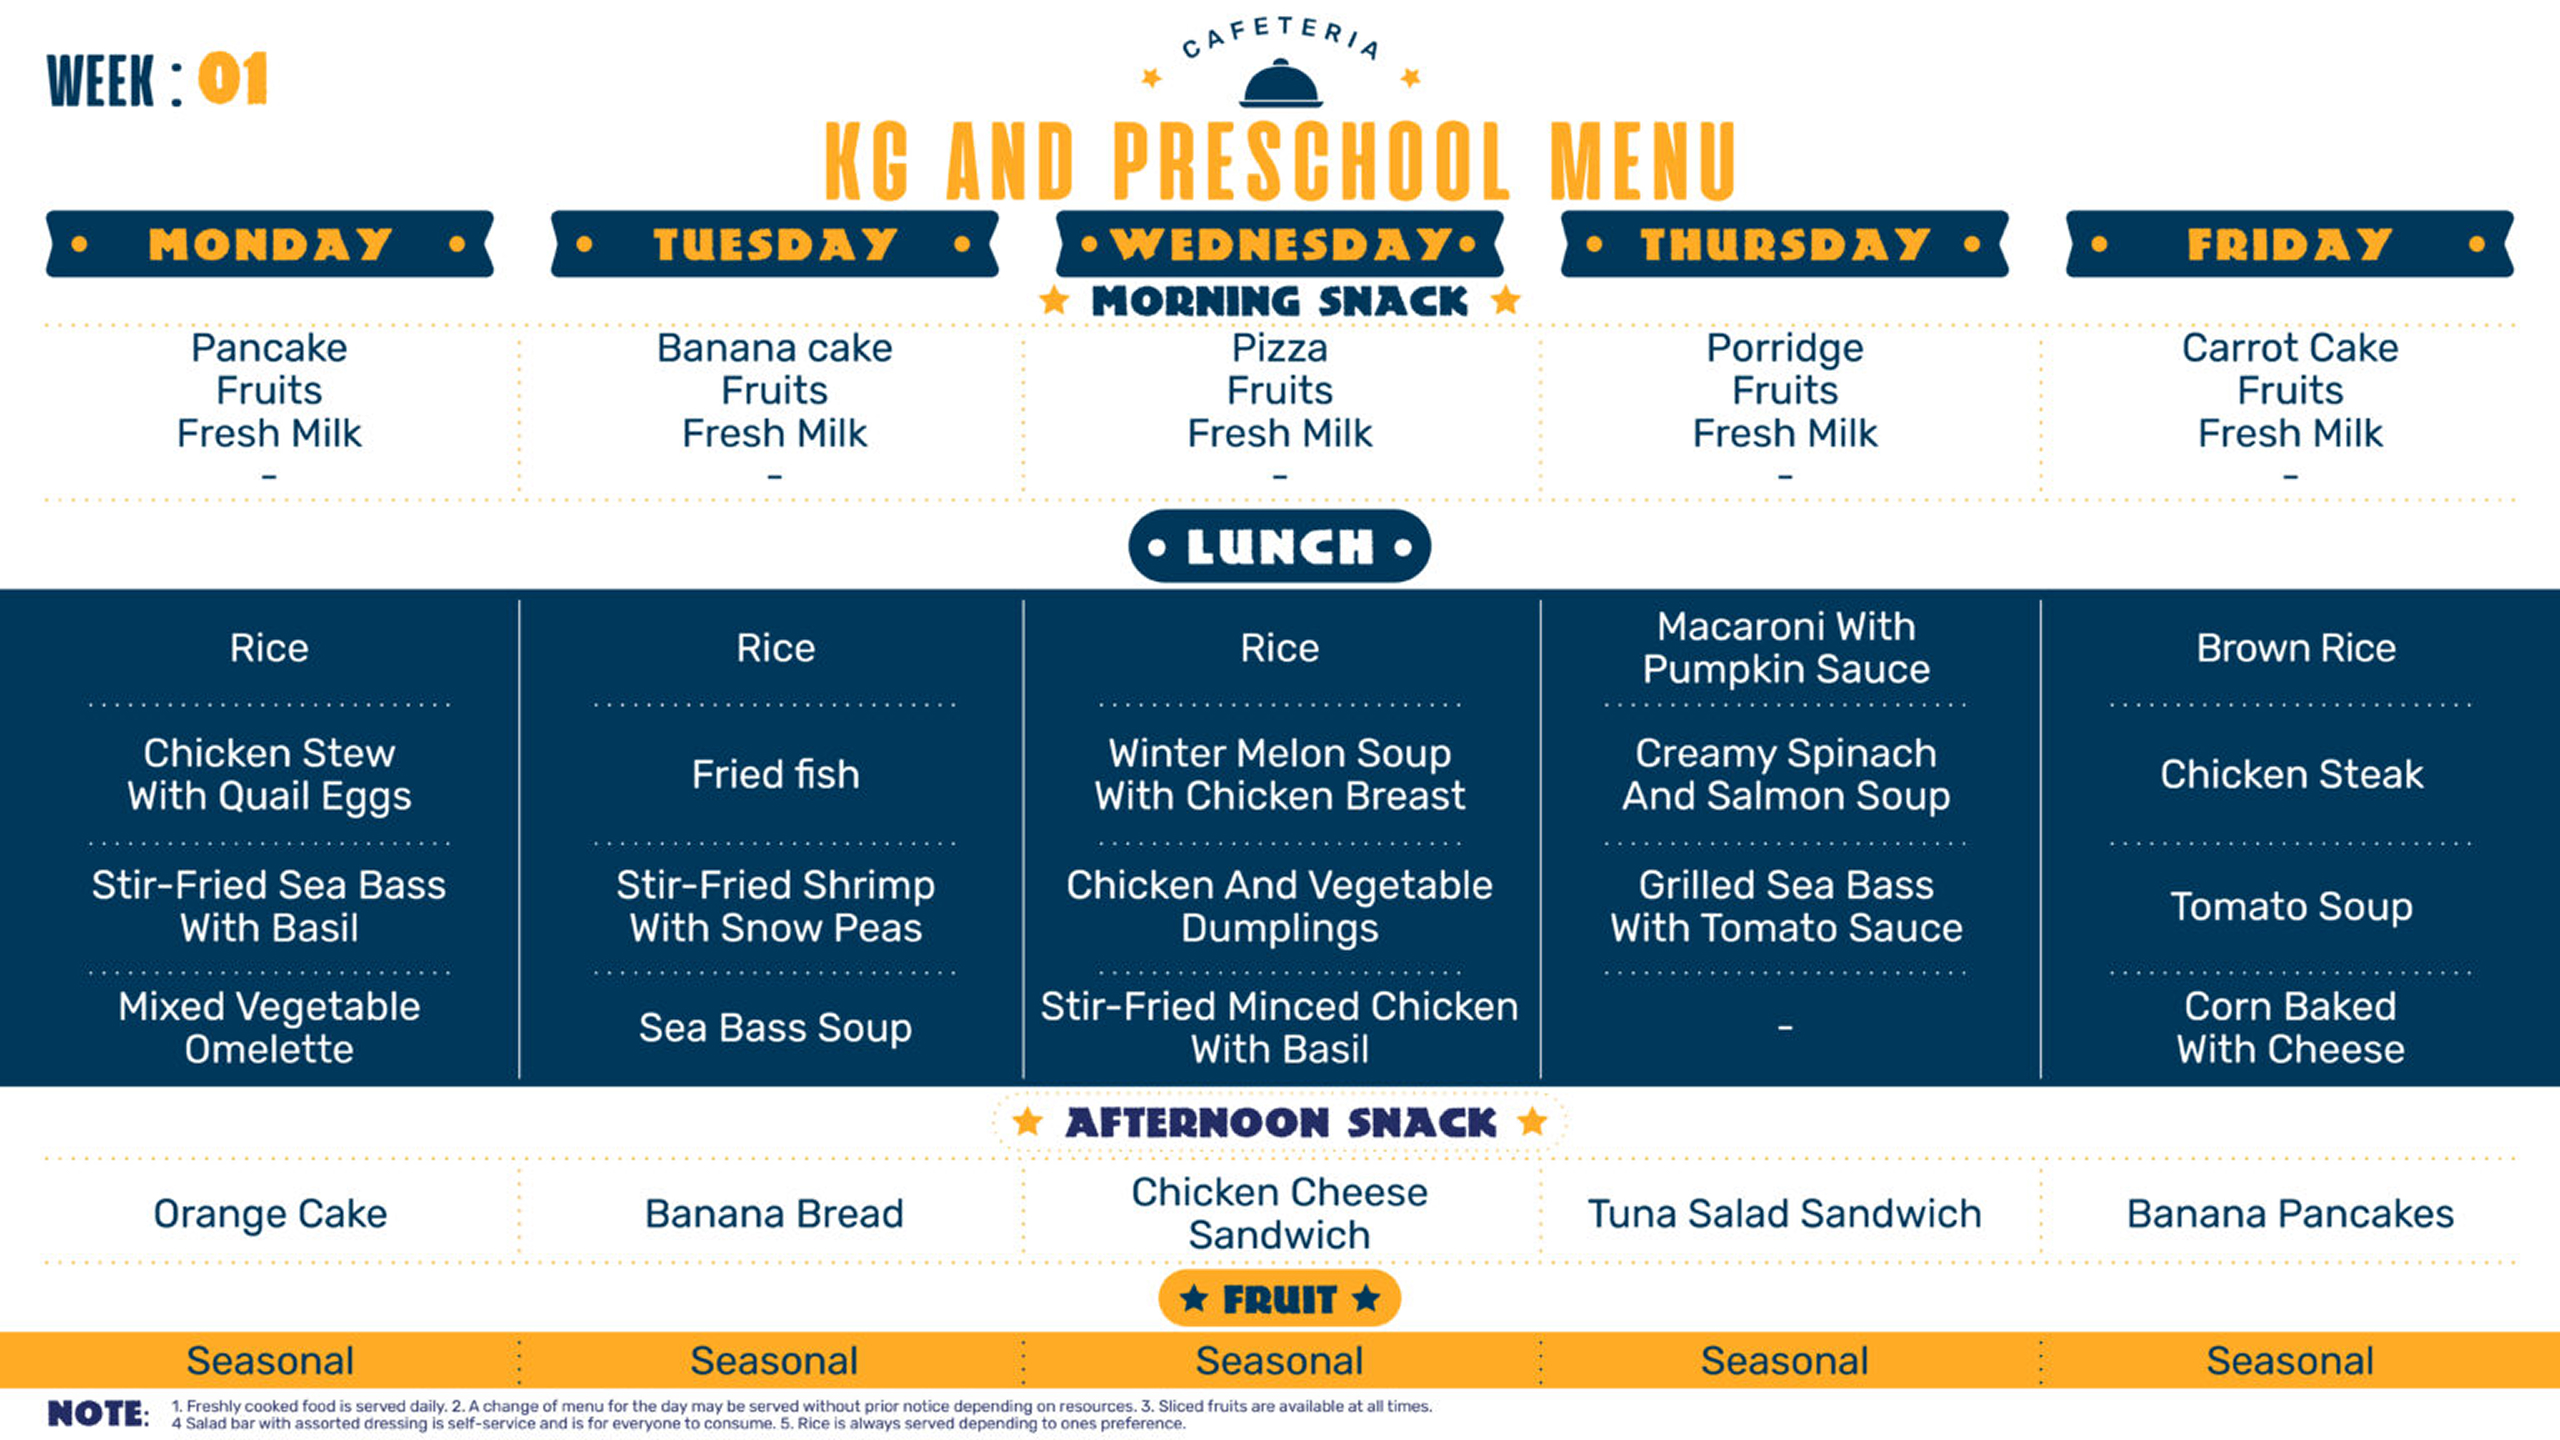 WEEK : 01
CAFETERIA
KG AND PRESCHOOL MENU
MONDAY
TUESDAY
WEDNESDAY
THURSDAY
FRIDAY
MORNING SNACK
Pancake
Fruits
Fresh Milk
-
Banana cake
Fruits
Fresh Milk
-
Pizza
Fruits
Fresh Milk
-
Porridge
Fruits
Fresh Milk
-
Carrot Cake
Fruits
Fresh Milk
-
LUNCH
Rice
Chicken Stew
With Quail Eggs
Stir-Fried Sea Bass
With Basil
Mixed Vegetable
Omelette
Rice
Fried fish
Stir-Fried Shrimp
With Snow Peas
Sea Bass Soup
Rice
Winter Melon Soup
With Chicken Breast
Chicken And Vegetable
Dumplings
Stir-Fried Minced Chicken
With Basil
Macaroni With
Pumpkin Sauce
Creamy Spinach
And Salmon Soup
Grilled Sea Bass
With Tomato Sauce
-
Brown Rice
Chicken Steak
Tomato Soup
Corn Baked
With Cheese
AFTERNOON SNACK
Orange Cake
Banana Bread
Chicken Cheese
Sandwich
Tuna Salad Sandwich
Banana Pancakes
FRUIT
Seasonal
Seasonal
Seasonal
Seasonal
Seasonal
NOTE: 1. Freshly cooked food is served daily. 2. A change of menu for the day may be served without prior notice depending on resources. 3. Sliced fruits are available at all times.
4 Salad bar with assorted dressing is self-service and is for everyone to consume. 5. Rice is always served depending to ones preference.